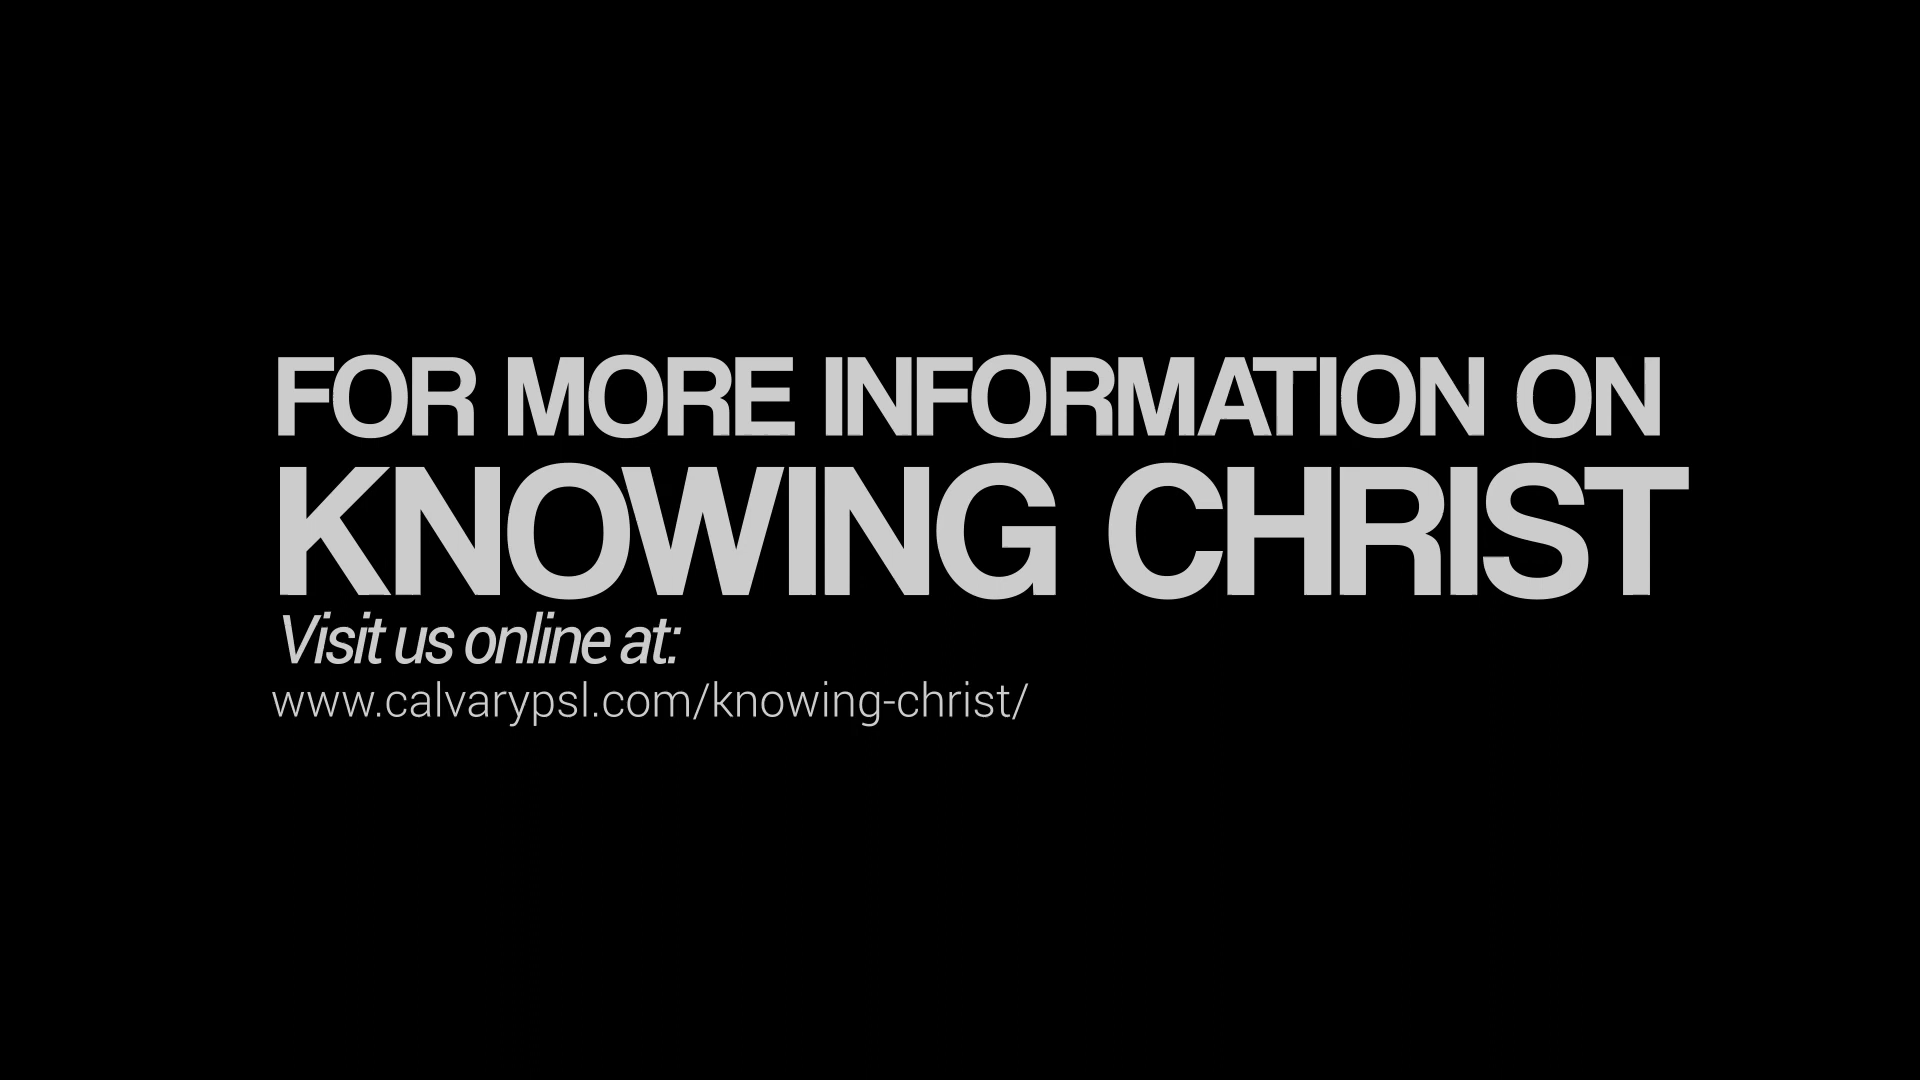 FOR MORE INFORMATION ON
KNOWING CHRIST
Visit us online at:
www.calvarypsl.com/knowing-christ/